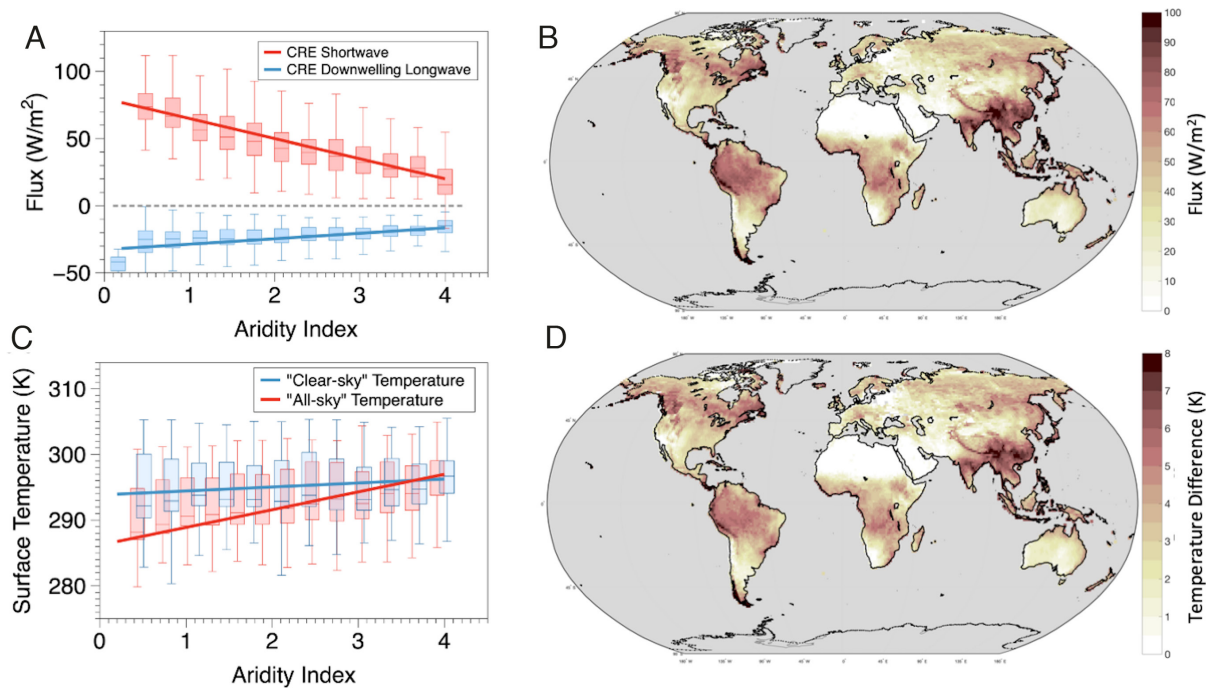 A
CRE Shortwave
CRE Downwelling Longwave
Flux (W/m²)
100
50
0
−50
0
1
2
3
4
Aridity Index
B
100
90
80
70
60
50
40
30
20
10
0
Flux (W/m²)
C
"Clear-sky" Temperature
"All-sky" Temperature
Surface Temperature (K)
310
300
290
280
0
1
2
3
4
Aridity Index
D
8
7
6
5
4
3
2
1
0
Temperature Difference (K)